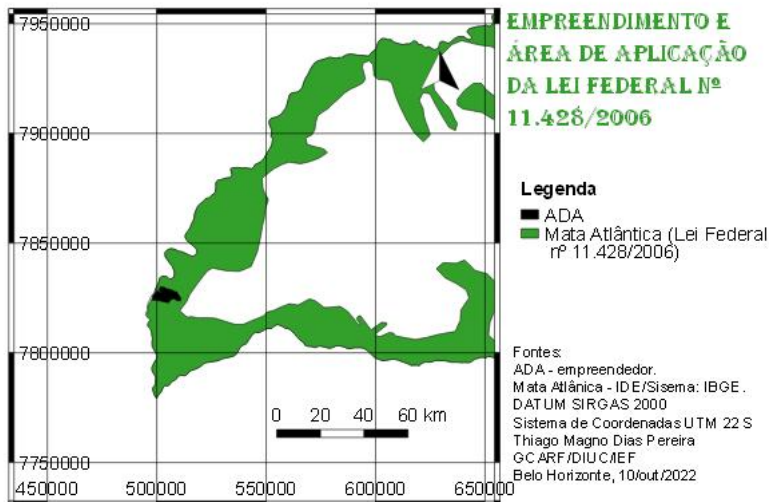 EMPREENDIMENTO E
ÁREA DE APLICAÇÃO
DA LEI FEDERAL Nº
11.428/2006
7950000
7900000
7850000
7800000
7750000
450000 500000 550000 600000 650000
0 20 40 60 km
Legenda
ADA
Mata Atlântica (Lei Federal
nº 11.428/2006)
Fontes:
ADA - empreendedor.
Mata Atlânica - IDE/Sisema: IBGE.
DATUM SIRGAS 2000
Sistema de Coordenadas UTM 22 S
Thiago Magno Dias Pereira
GCARF/DIUC/IEF
Belo Horizonte, 10/out/2022